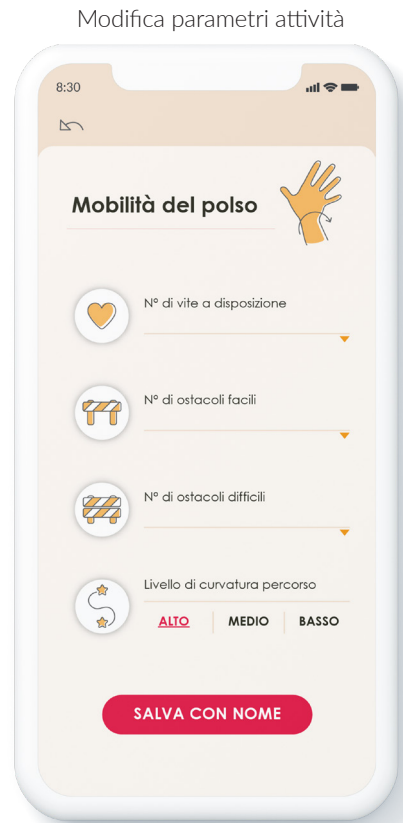 Modifica parametri attività
8:30
Mobilità del polso
N° di vite a disposizione
N° di ostacoli facili
N° di ostacoli difficili
Livello di curvatura percorso
ALTO MEDIO BASSO
SALVA CON NOME